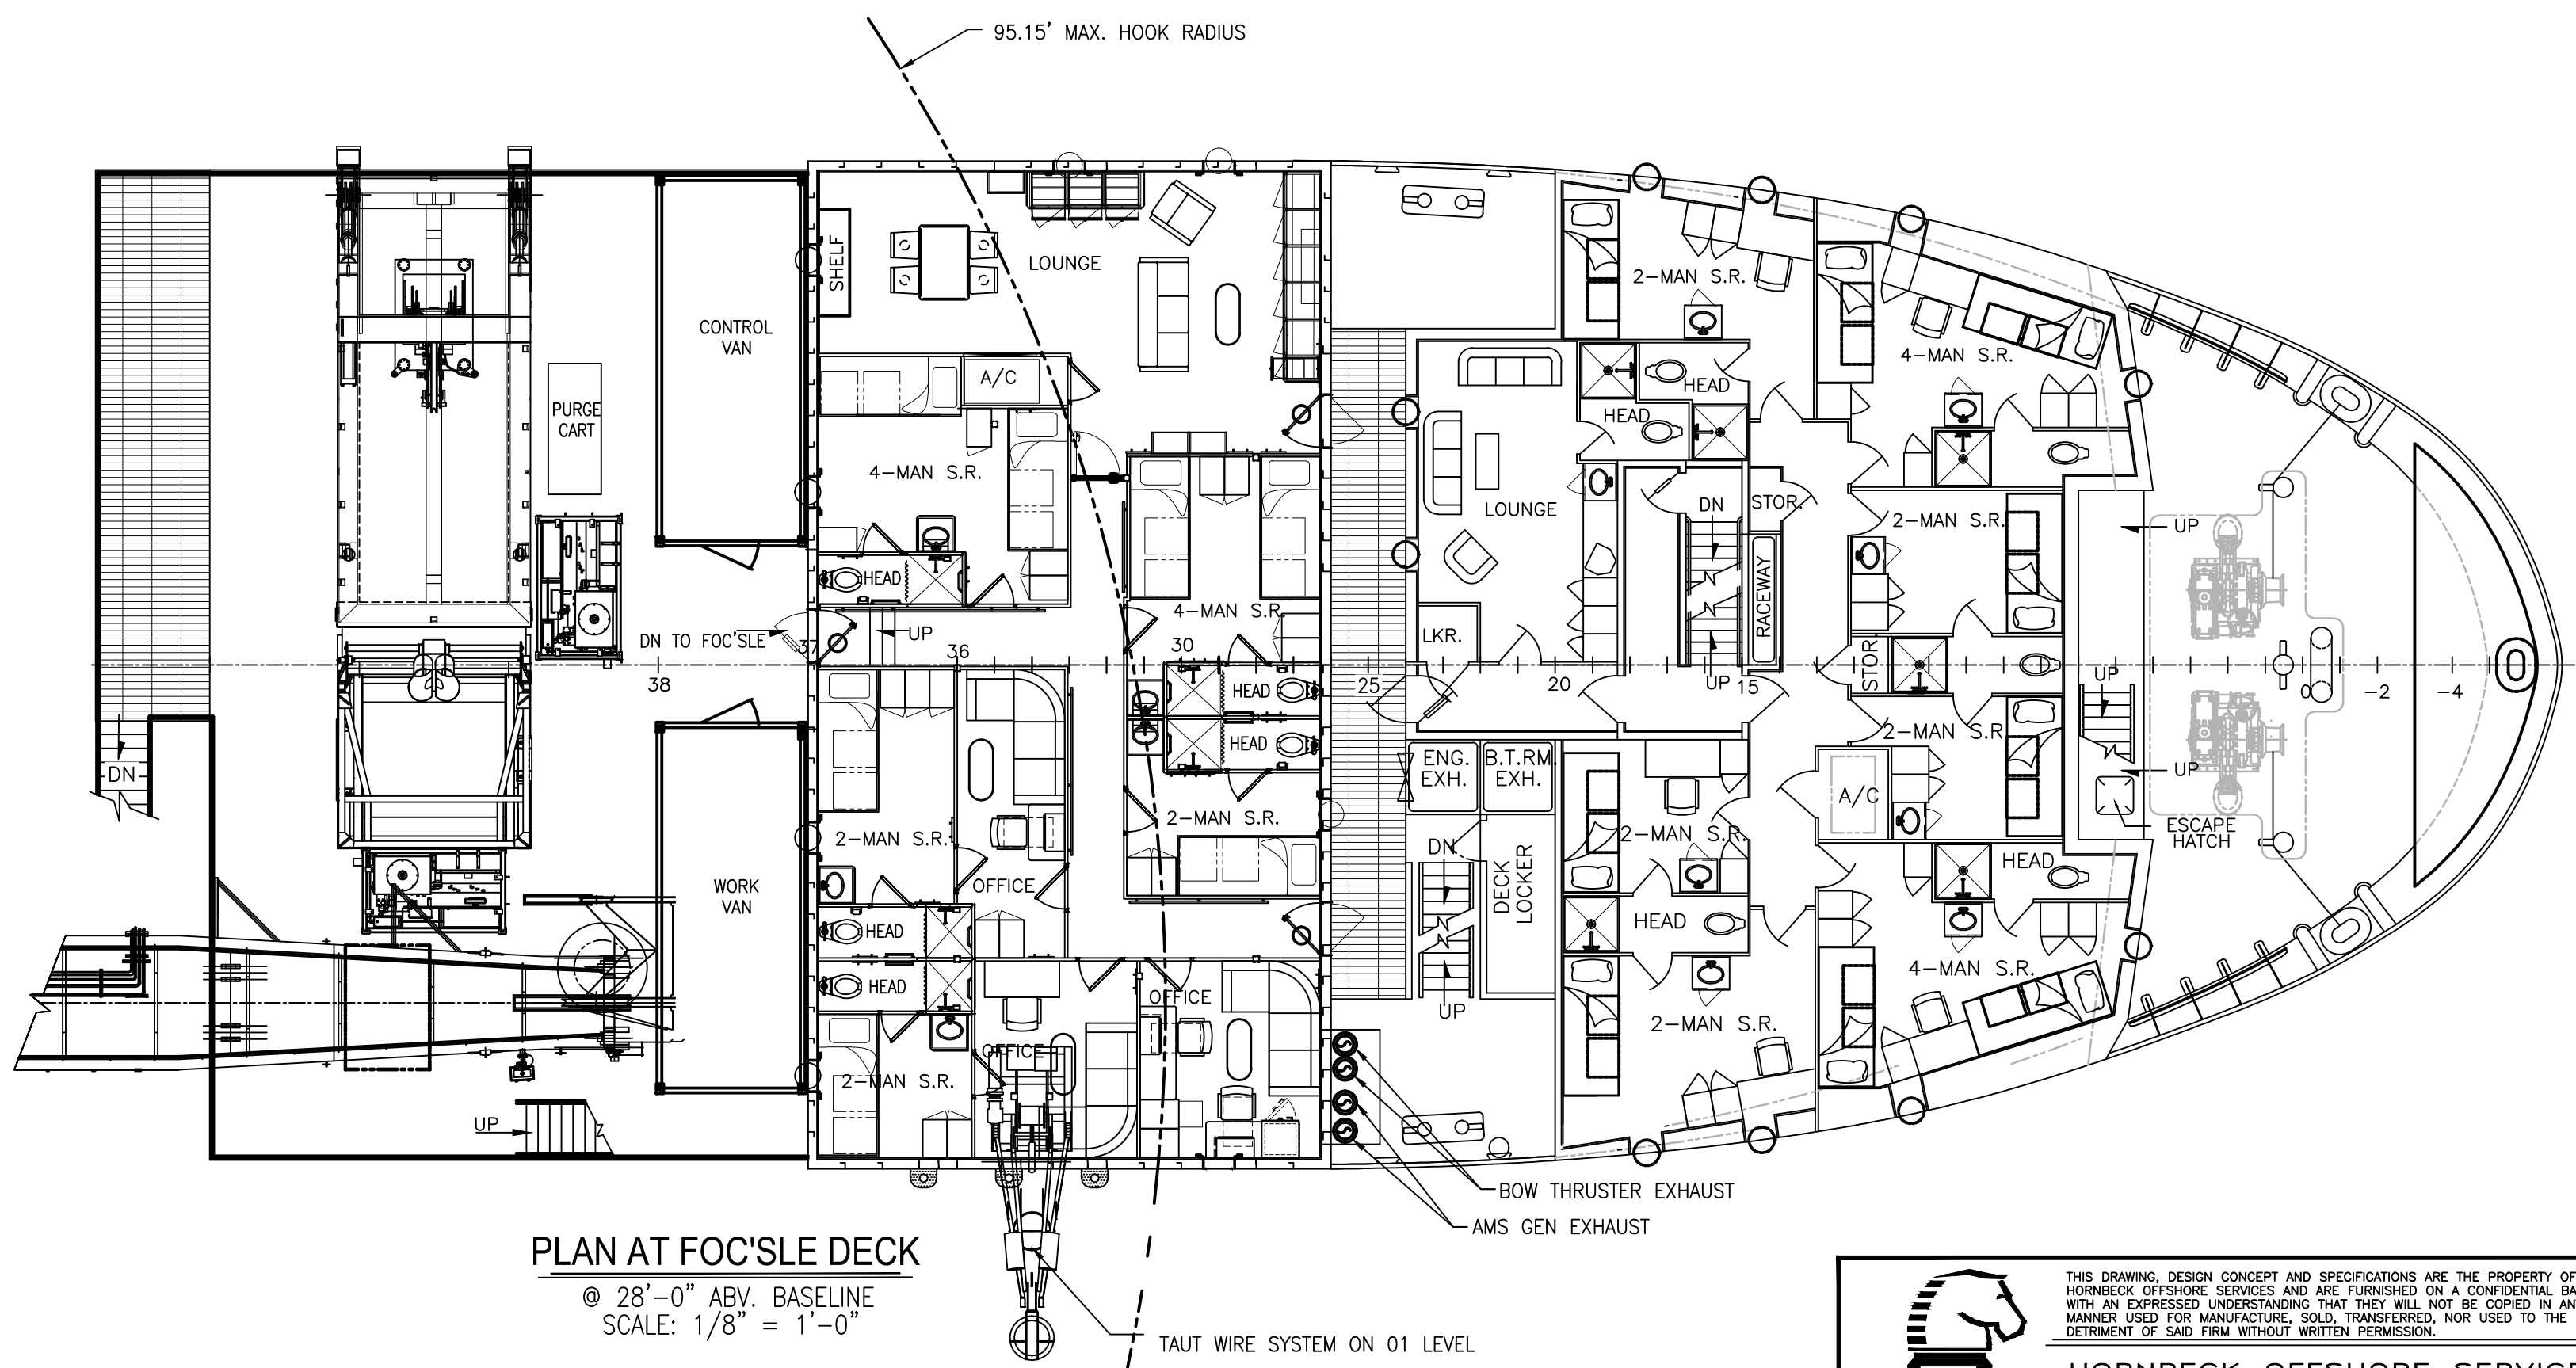 95.15' MAX. HOOK RADIUS
SHELF
LOUNGE
CONTROL
VAN
PURGE
CART
A/C
4-MAN S.R.
HEAD
DN TO FOC'SLE
37
UP
36
38
4-MAN S.R.
30
HEAD
HEAD
2-MAN S.R.
2-MAN S.R.
OFFICE
HEAD
HEAD
2-MAN S.R.
OFFICE
OFFICE
WORK
VAN
DN
UP
2-MAN S.R.
HEAD
HEAD
LOUNGE
LKR.
DN
STOR.
RACEWAY
25
20
UP
15
ENG.
EXH.
B.T.RM.
EXH.
DN
DECK
LOCKER
UP
2-MAN S.R.
HEAD
2-MAN S.R.
4-MAN S.R.
2-MAN S.R.
STOR.
2-MAN S.R.
A/C
HEAD
4-MAN S.R.
UP
UP
UP
ESCAPE
HATCH
0
-2
-4
BOW THRUSTER EXHAUST
AMS GEN EXHAUST
TAUT WIRE SYSTEM ON 01 LEVEL
PLAN AT FOC'SLE DECK
@ 28'-0" ABV. BASELINE
SCALE: 1/8" = 1'-0"
THIS DRAWING, DESIGN CONCEPT AND SPECIFICATIONS ARE THE PROPERTY OF
HORNBECK OFFSHORE SERVICES AND ARE FURNISHED ON A CONFIDENTIAL BA
WITH AN EXPRESSED UNDERSTANDING THAT THEY WILL NOT BE COPIED IN AN
MANNER USED FOR MANUFACTURE, SOLD, TRANSFERRED, NOR USED TO THE
DETRIMENT OF SAID FIRM WITHOUT WRITTEN PERMISSION.
HORNBECK OFFSHORE SERVICE